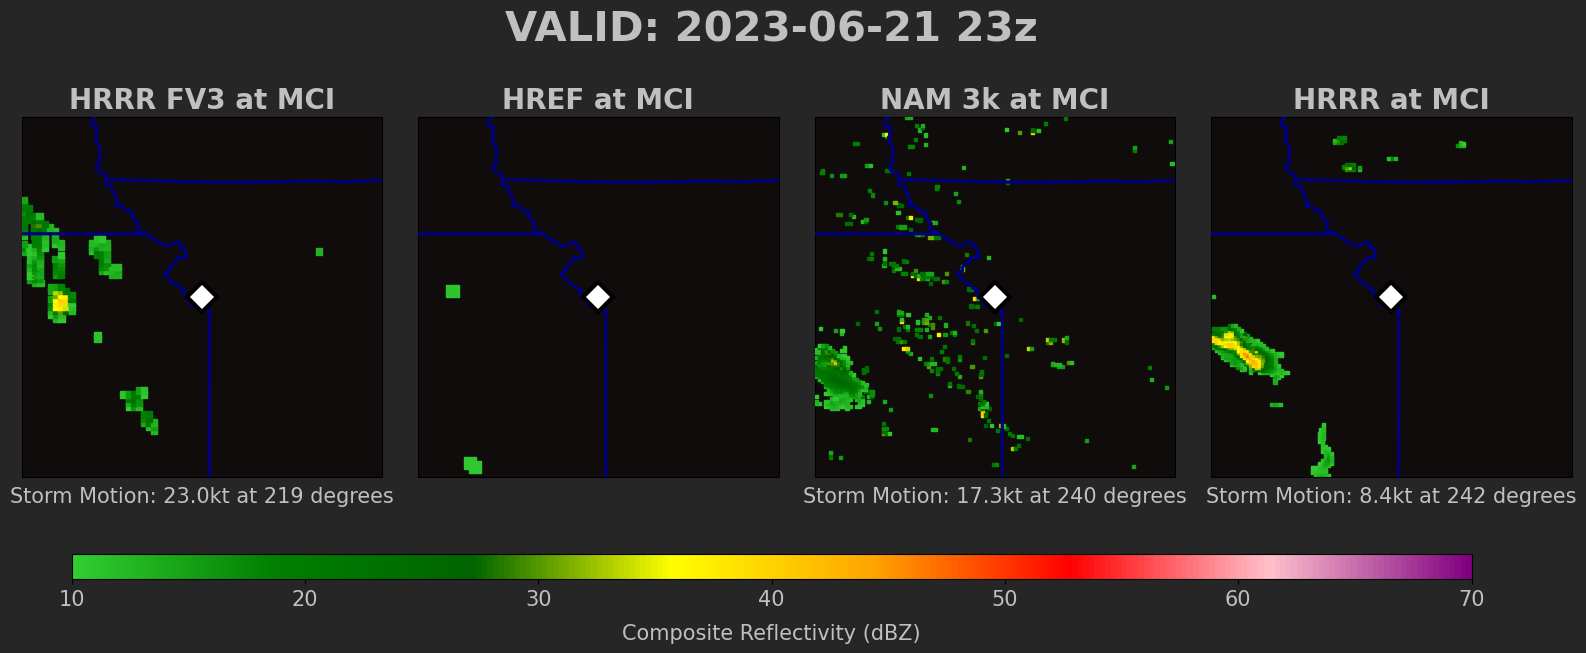 VALID: 2023-06-21 23z
HRRR FV3 at MCI
HREF at MCI
NAM 3k at MCI
HRRR at MCI
Storm Motion: 23.0kt at 219 degrees
Storm Motion: 17.3kt at 240 degrees
Storm Motion: 8.4kt at 242 degrees
10 20 30 40 50 60 70
Composite Reflectivity (dBZ)